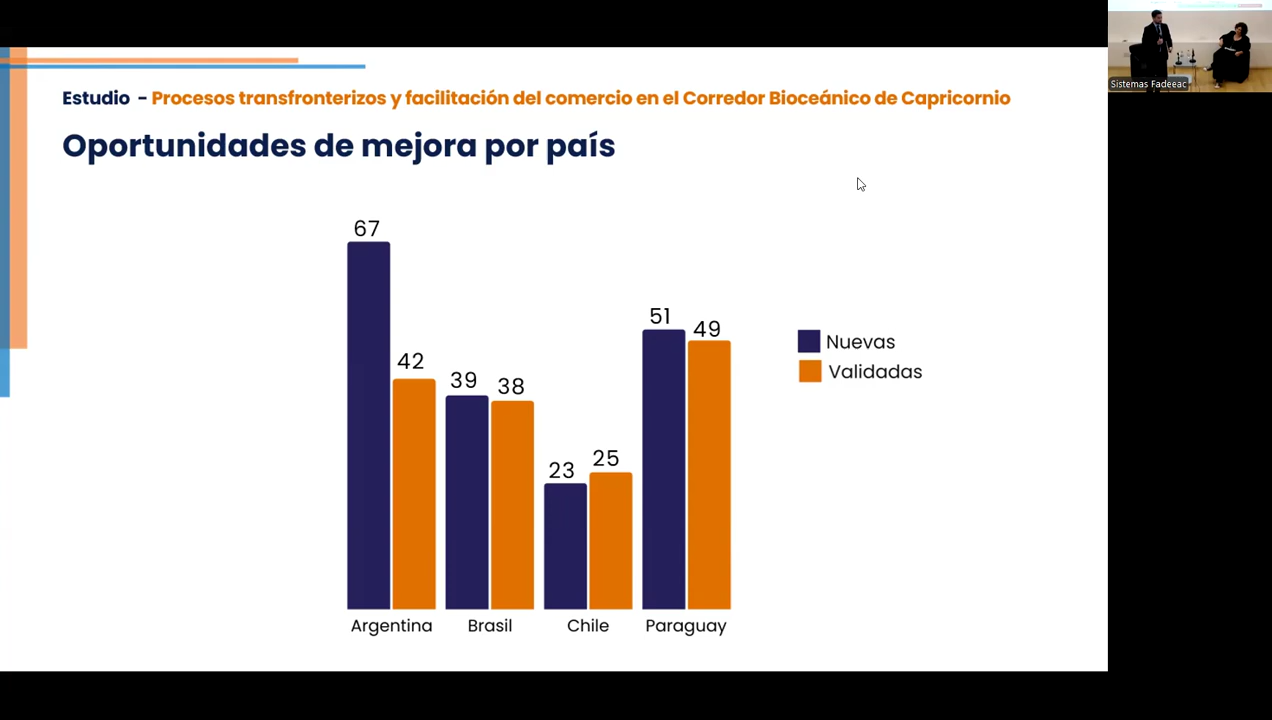 Estudio - Procesos transfronterizos y facilitación del comercio en el Corredor Bioceánico de Capricornio
Oportunidades de mejora por país
67
42
39
38
23
25
51
49
Nuevas
Validadas
Argentina
Brasil
Chile
Paraguay
Sistemas Fadeeac